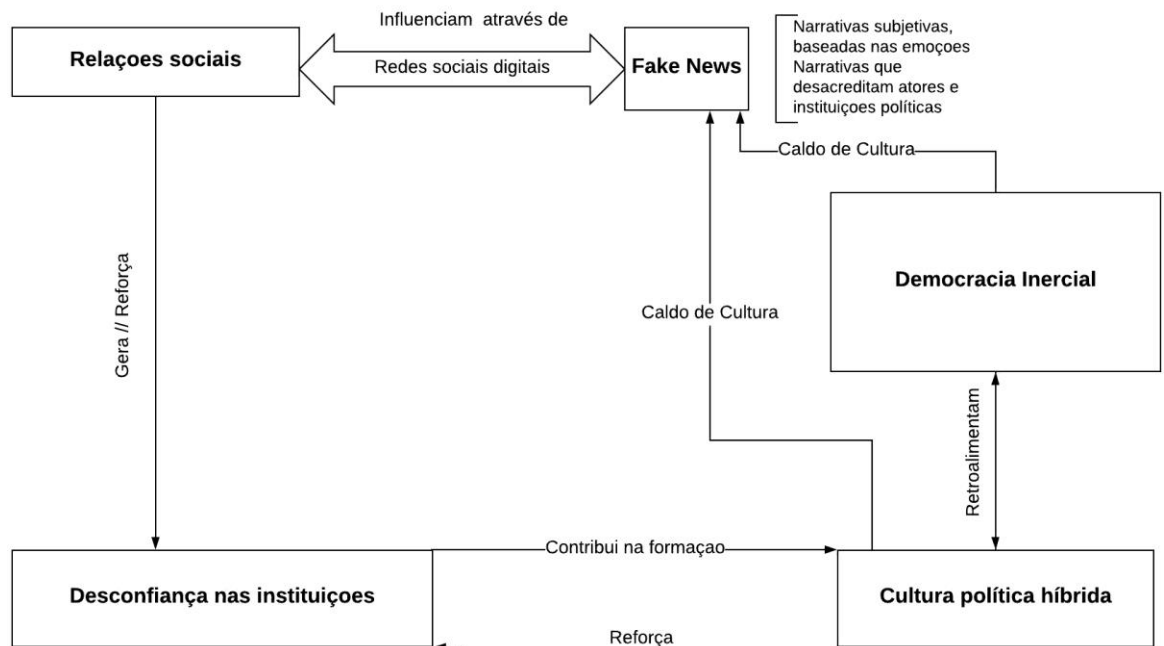 Influenciam através de
Relaçoes sociais
Redes sociais digitais
Fake News
Narrativas subjetivas,
baseadas nas emoçoes
Narrativas que
desacreditam atores e
instituiçoes políticas
Caldo de Cultura
Democracia Inercial
Gera // Reforça
Caldo de Cultura
Retroalimentam
Contribui na formaçao
Desconfiança nas instituiçoes
Cultura política híbrida
Reforça